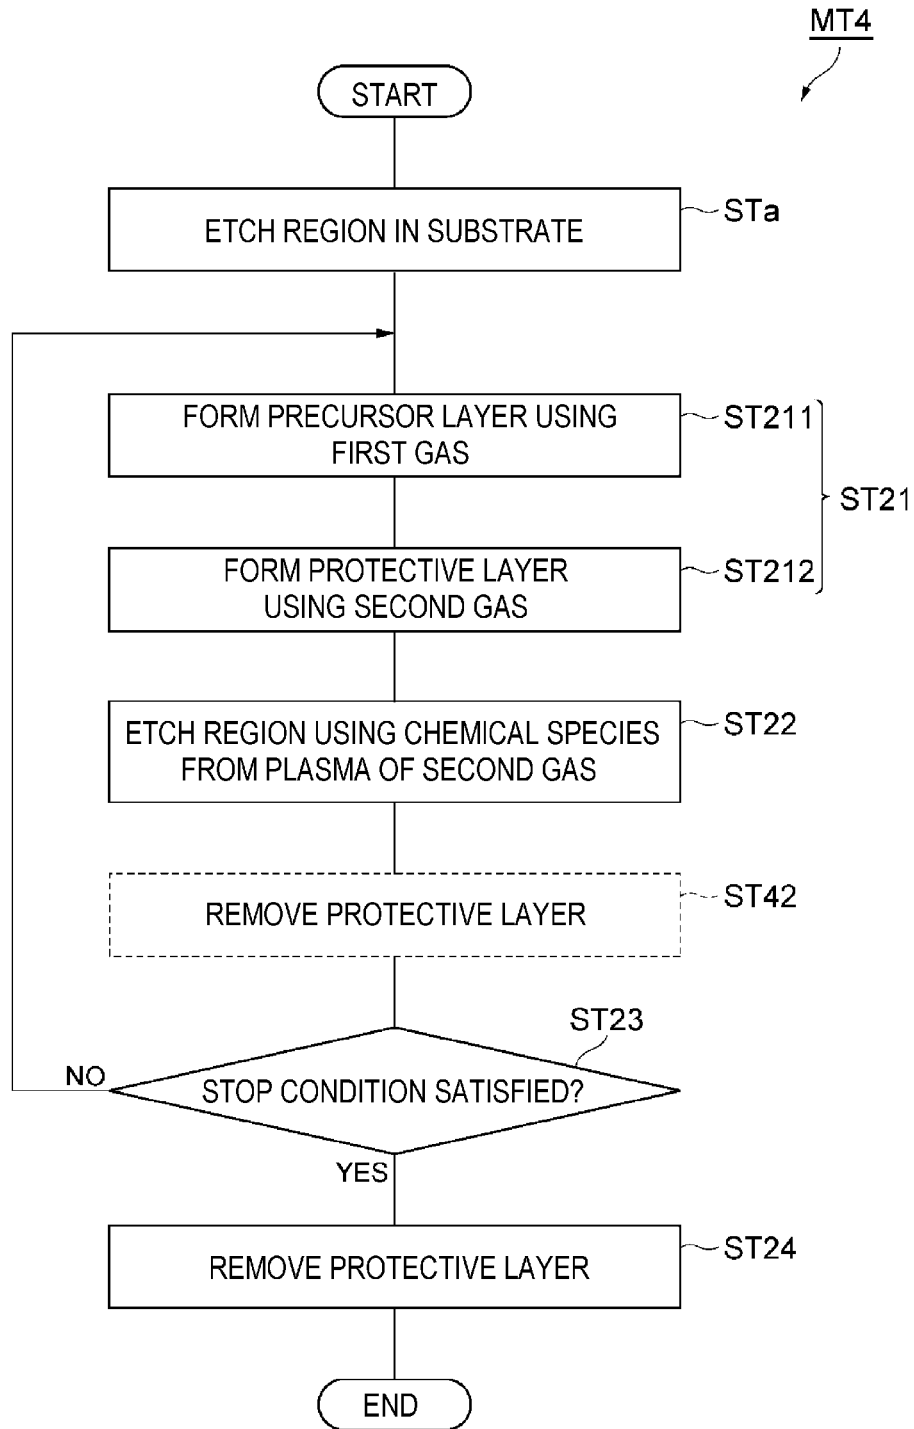 MT4
START
ETCH REGION IN SUBSTRATE
STa
FORM PRECURSOR LAYER USING
FIRST GAS
ST211
ST21
FORM PROTECTIVE LAYER
USING SECOND GAS
ST212
ETCH REGION USING CHEMICAL SPECIES
FROM PLASMA OF SECOND GAS
ST22
REMOVE PROTECTIVE LAYER
ST42
ST23
STOP CONDITION SATISFIED?
NO
YES
REMOVE PROTECTIVE LAYER
ST24
END